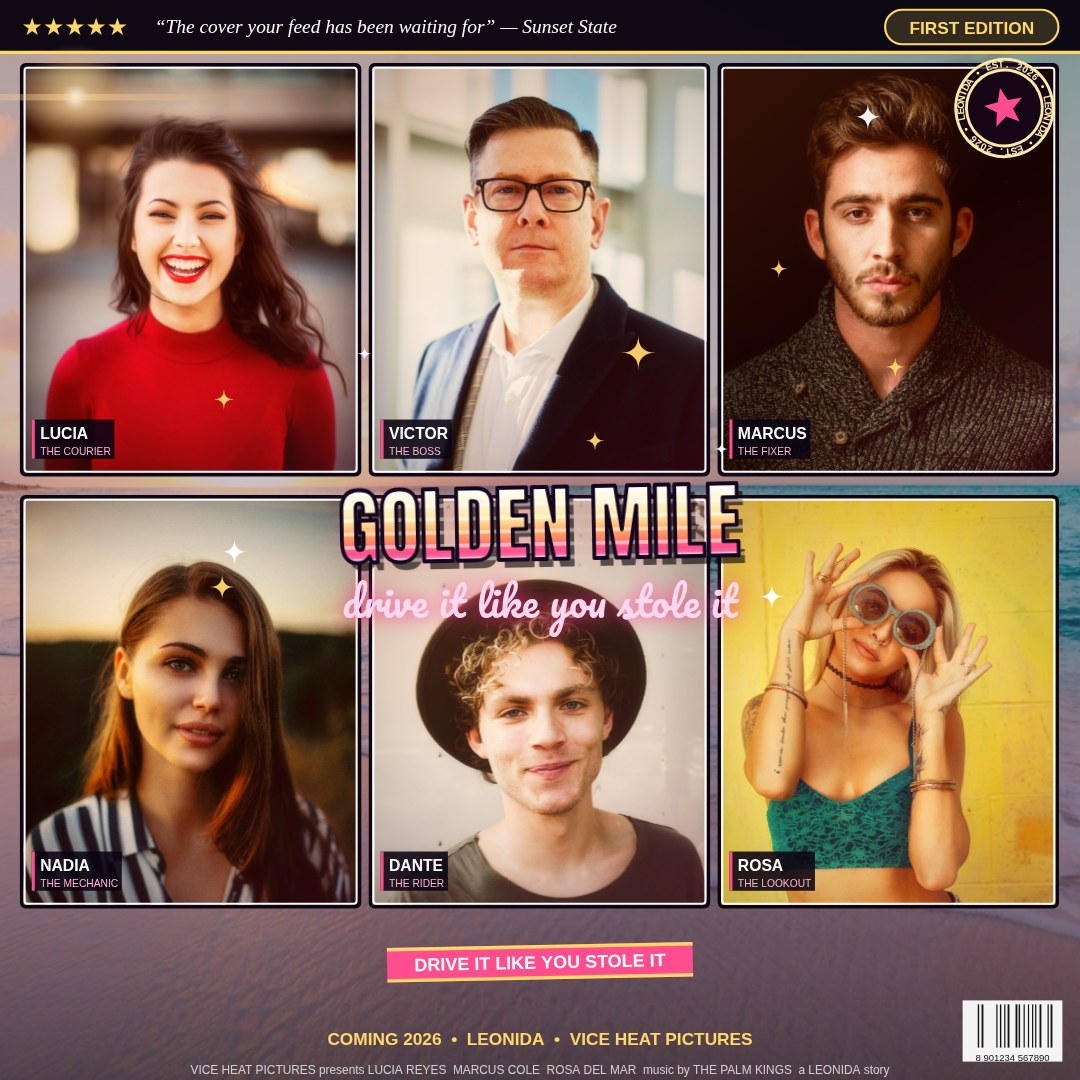 ★★★★★ “The cover your feed has been waiting for” — Sunset State
FIRST EDITION
LEONIDA • EST. 2026 • LEONIDA • EST. 2026 •
LUCIA
THE COURIER
VICTOR
THE BOSS
MARCUS
THE FIXER
GOLDEN MILE
drive it like you stole it
NADIA
THE MECHANIC
DANTE
THE RIDER
ROSA
THE LOOKOUT
DRIVE IT LIKE YOU STOLE IT
COMING 2026 • LEONIDA • VICE HEAT PICTURES
8 901234 567890
VICE HEAT PICTURES presents LUCIA REYES MARCUS COLE ROSA DEL MAR music by THE PALM KINGS a LEONIDA story